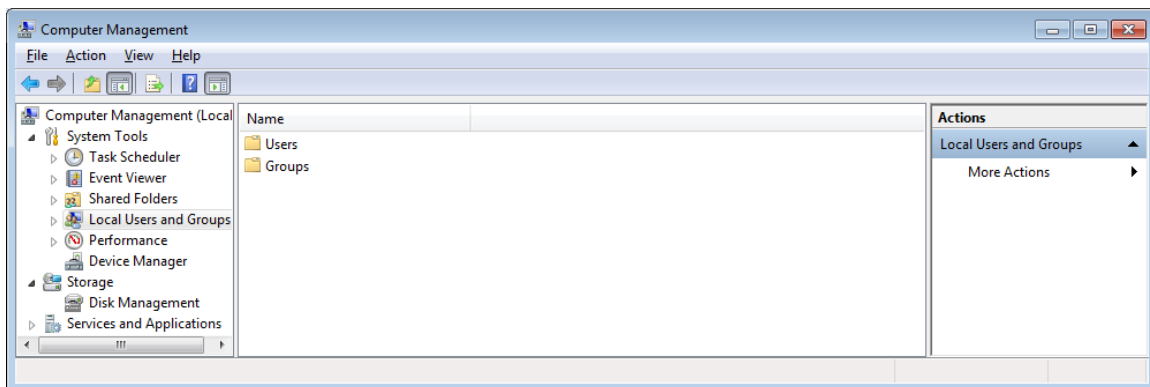 Computer Management
File Action View Help
Computer Management (Local
System Tools
Task Scheduler
Event Viewer
Shared Folders
Local Users and Groups
Performance
Device Manager
Storage
Disk Management
Services and Applications
Name
Users
Groups
Actions
Local Users and Groups
More Actions